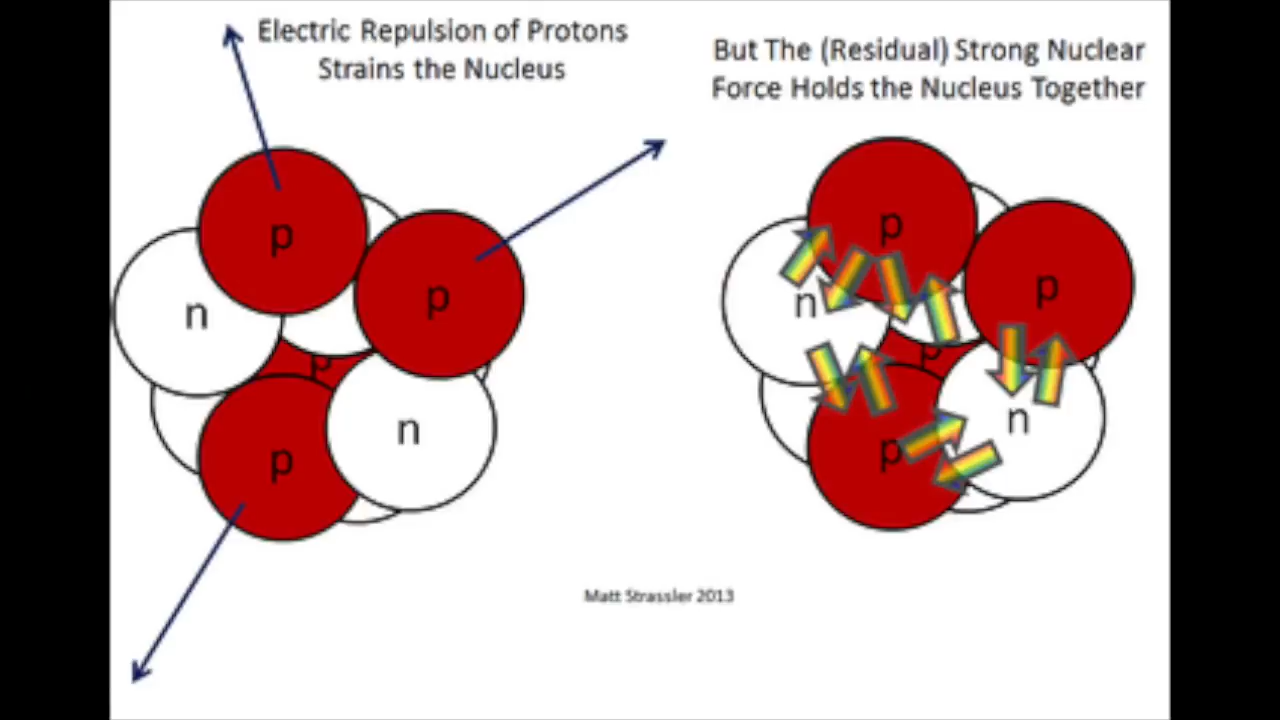 Electric Repulsion of Protons
Strains the Nucleus
But The (Residual) Strong Nuclear
Force Holds the Nucleus Together
p
p
n
p
n
p
p
p
n
p
n
p
Matt Strassler 2013